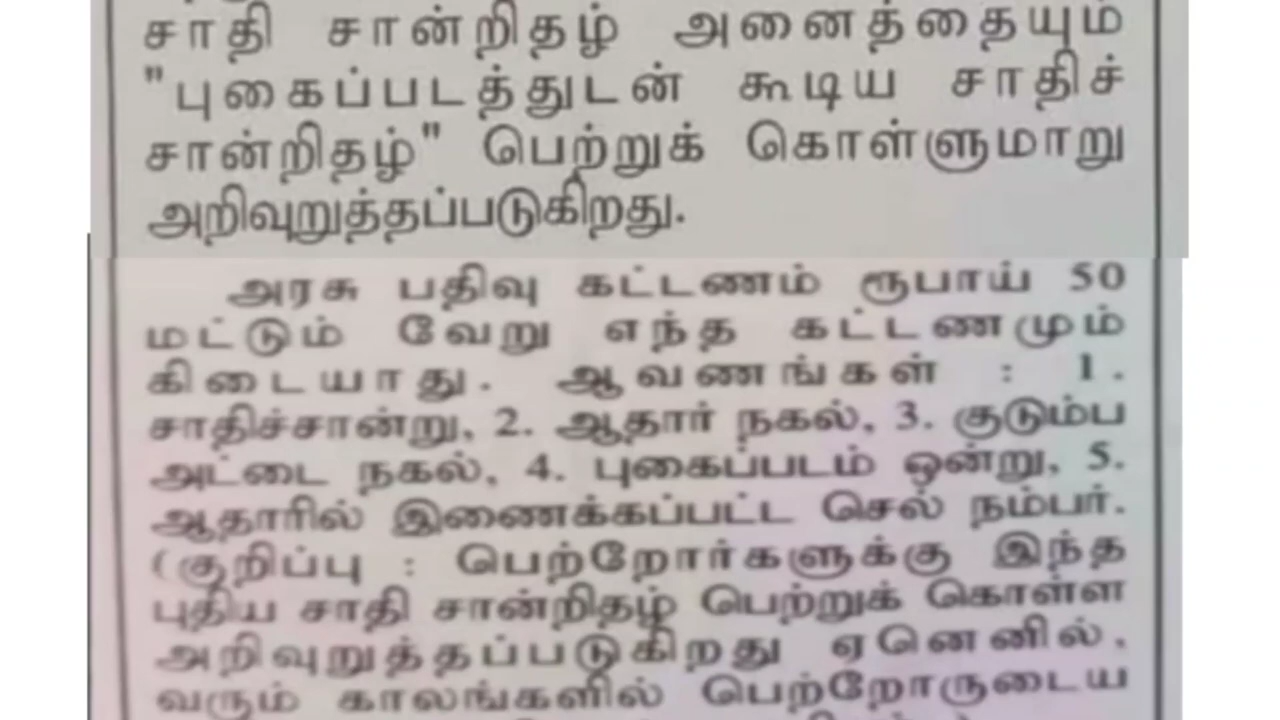 சாதி சான்றிதழ் அனைத்தையும்
"புகைப்படத்துடன் கூடிய சாதிச்
சான்றிதழ்" பெற்றுக் கொள்ளுமாறு
அறிவுறுத்தப்படுகிறது.
அரசு பதிவு கட்டணம் ரூபாய் 50
மட்டும் வேறு எந்த கட்டணமும்
கிடையாது. ஆவணங்கள் : 1.
சாதிச்சான்று, 2. ஆதார் நகல், 3. குடும்ப
அட்டை நகல், 4. புகைப்படம் ஒன்று, 5.
ஆதாரில் இணைக்கப்பட்ட செல் நம்பர்.
(குறிப்பு : பெற்றோர்களுக்கு இந்த
புதிய சாதி சான்றிதழ் பெற்றுக் கொள்ள
அறிவுறுத்தப்படுகிறது ஏனெனில்,
வரும் காலங்களில் பெற்றோருடைய